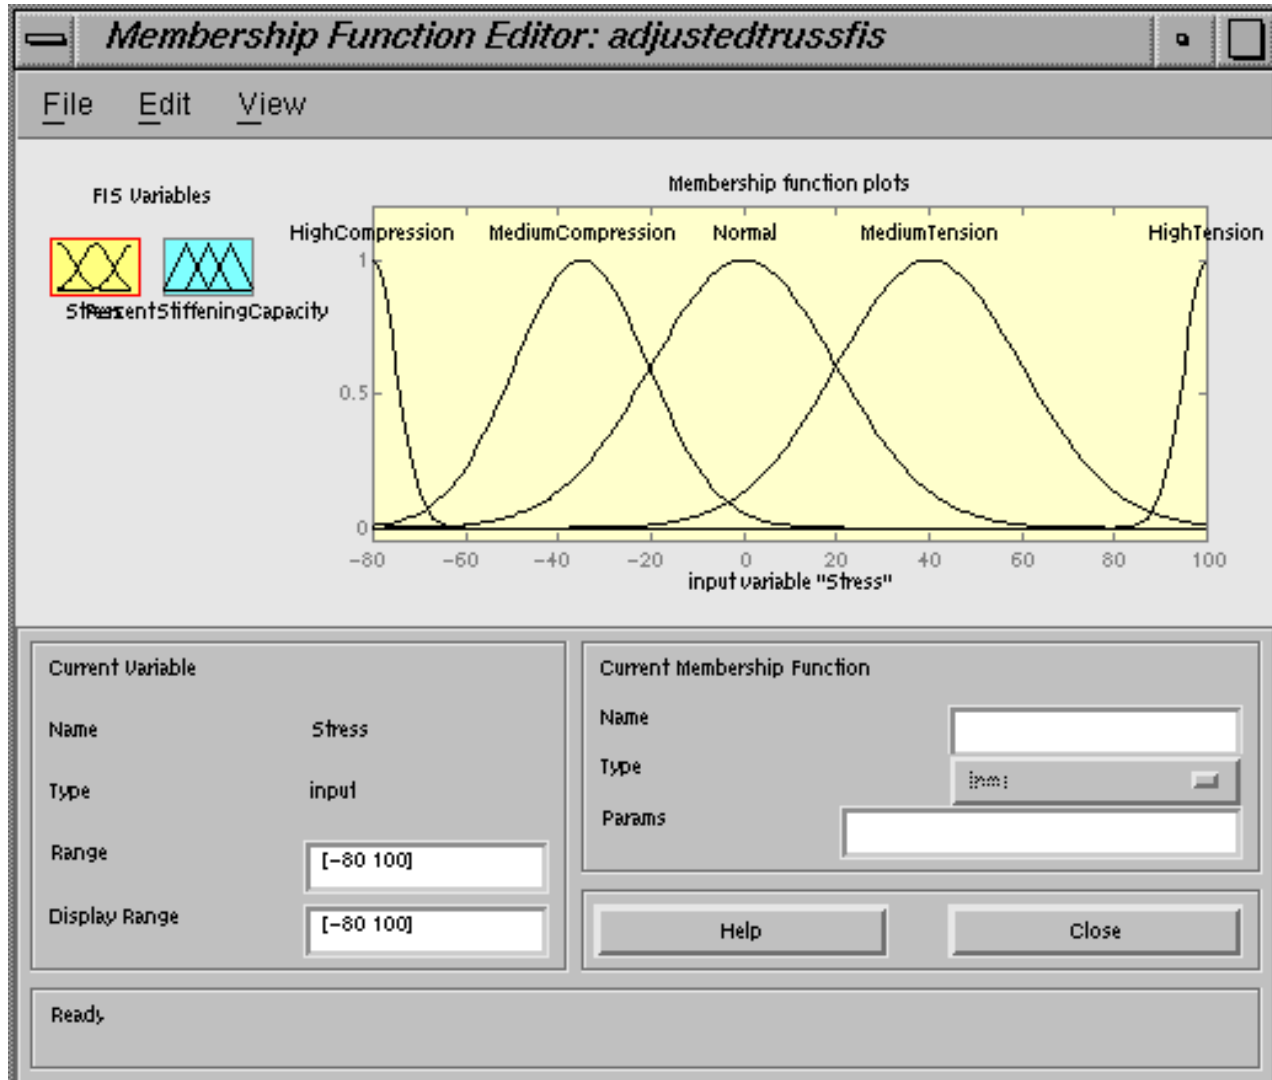 Membership Function Editor: adjustedtrussfis
File Edit View
FIS Variables
Membership function plots
HighCompression MediumCompression Normal MediumTension HighTension
1
0.5
0
-80 -60 -40 -20 0 20 40 60 80 100
input variable "Stress"
Stress
PercentStiffeningCapacity
Current Variable
Name Stress
Type input
Range [-80 100]
Display Range [-80 100]
Current Membership Function
Name
Type
Params
Help Close
Ready